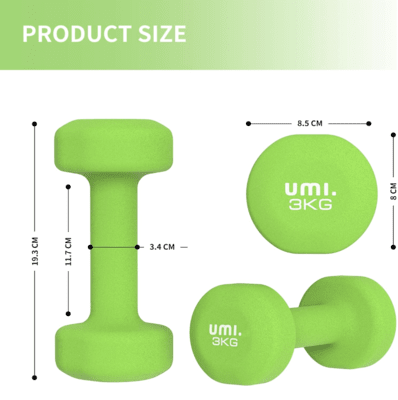 PRODUCT SIZE
8.5 CM
umi.
3KG
8 CM
19.3 CM
11.7 CM
3.4 CM
umi.
3KG